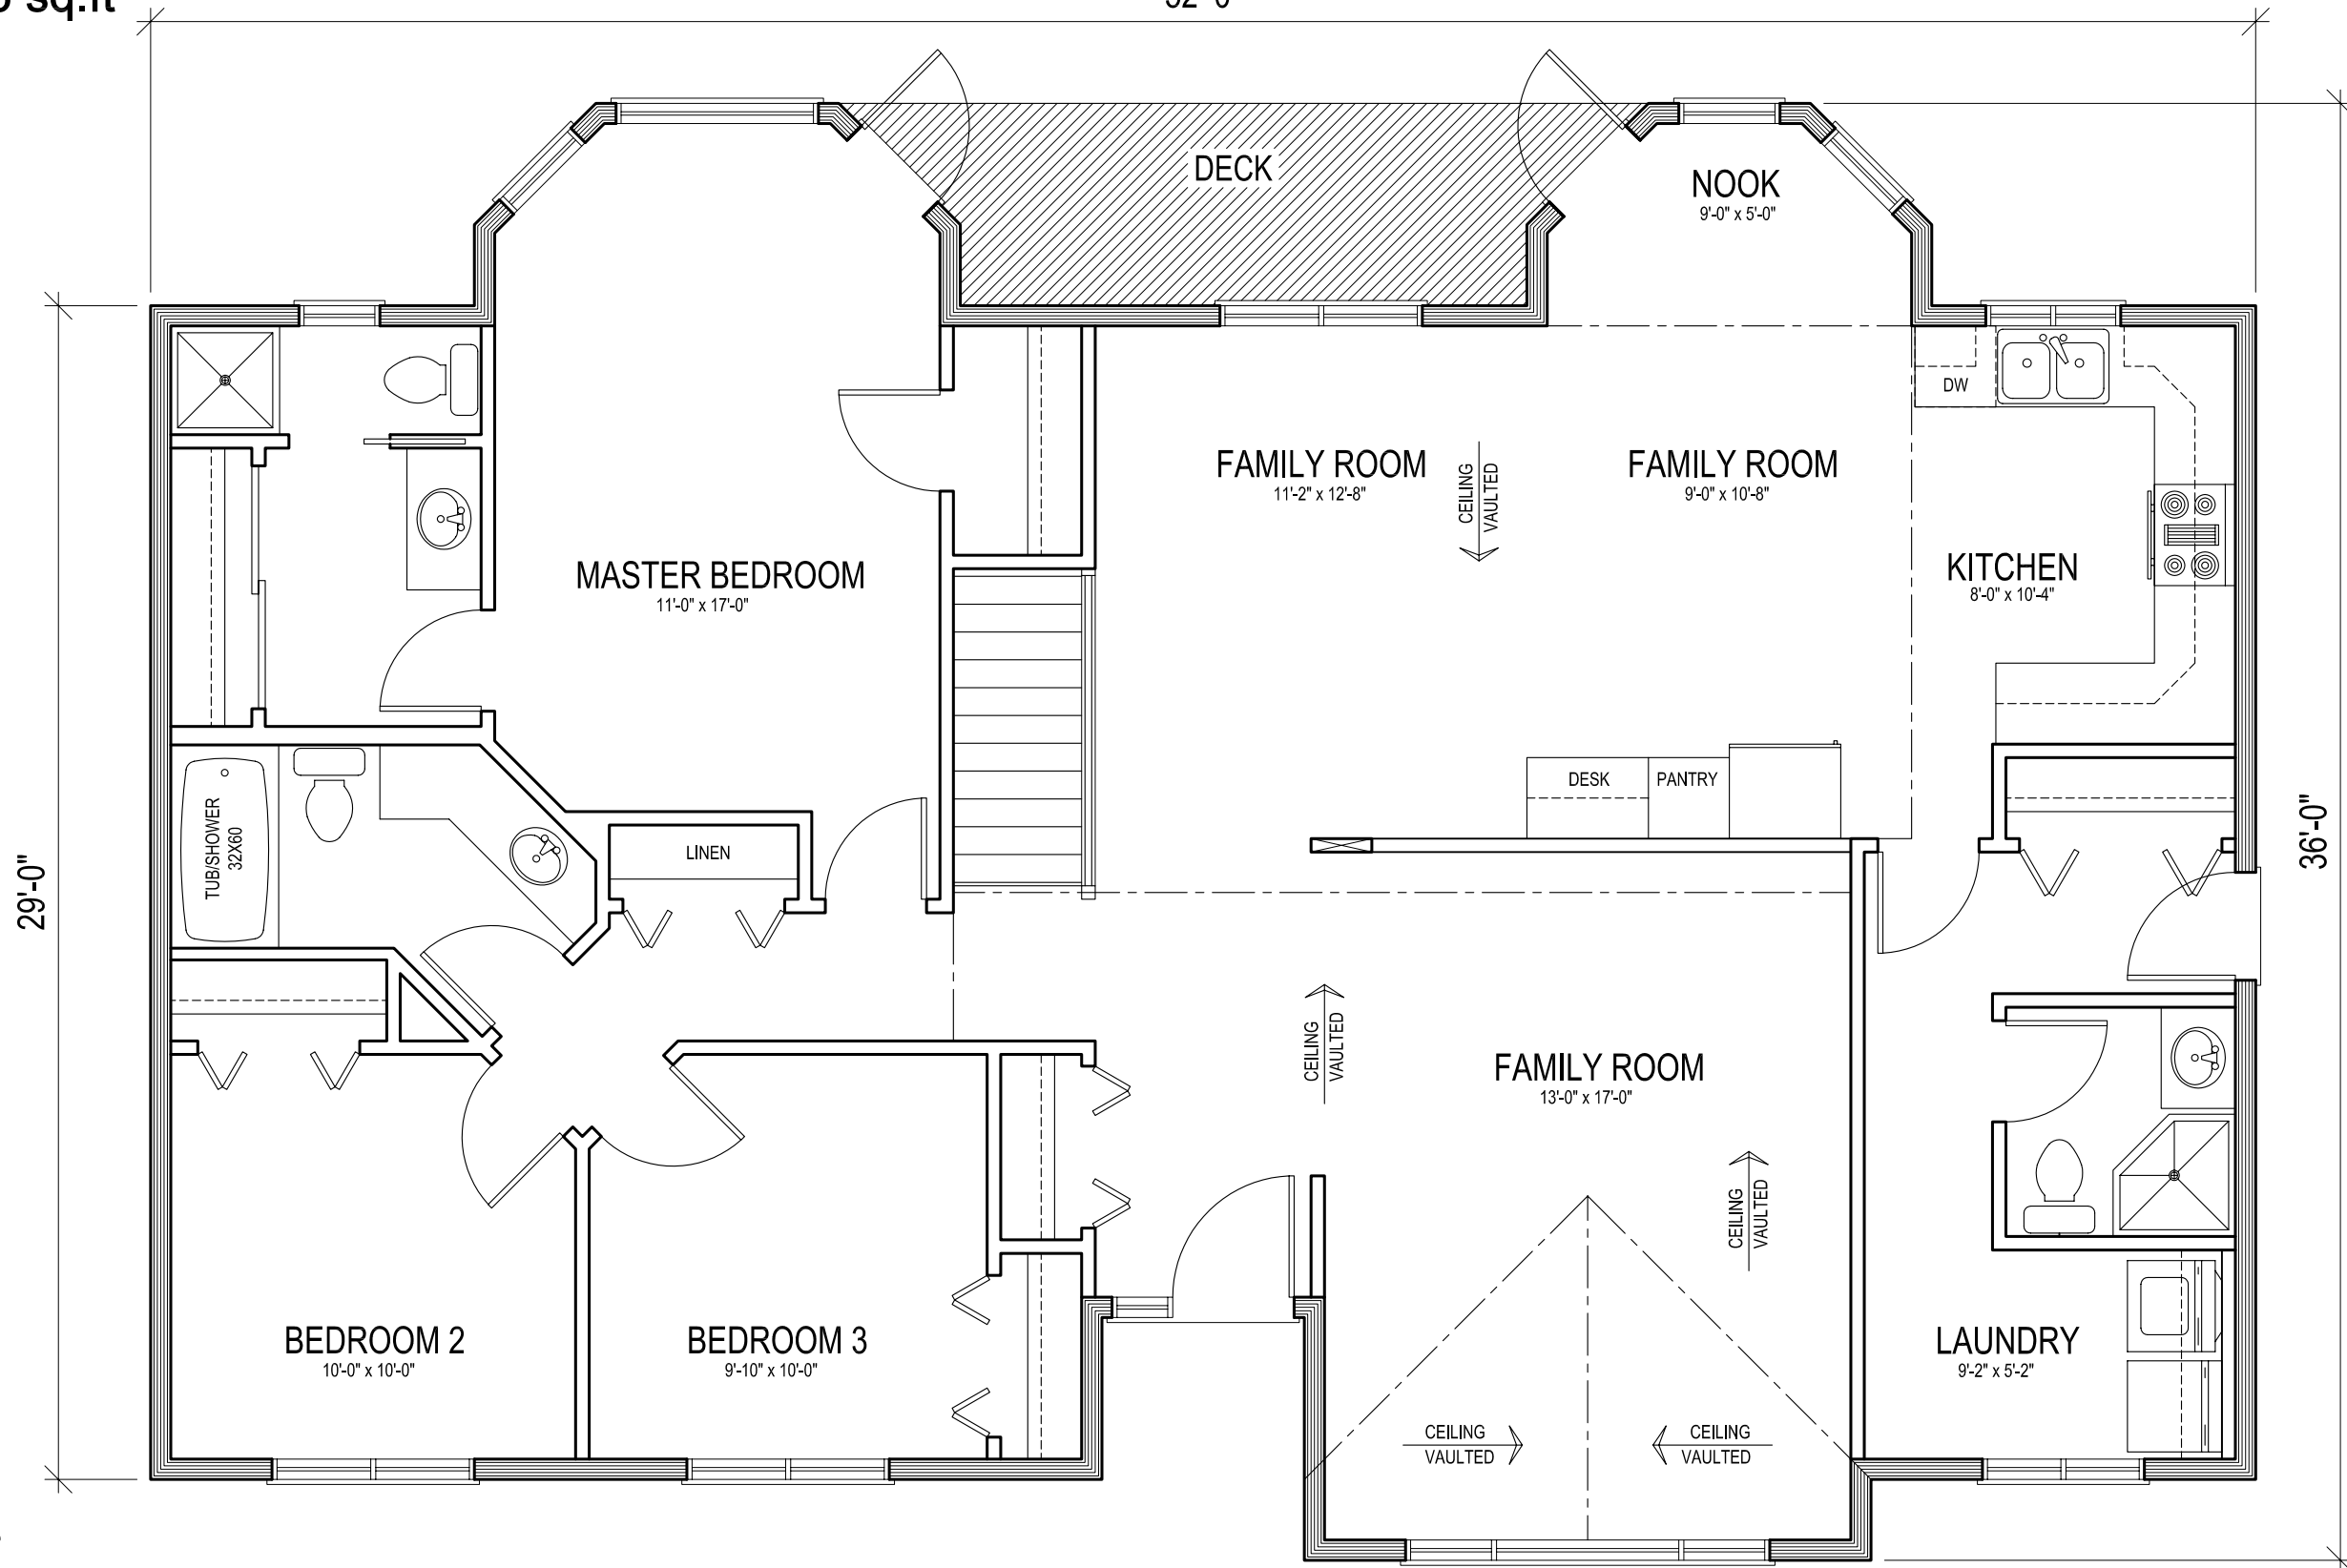 sq.ft
DECK
NOOK
9'-0" x 5'-0"
DW
FAMILY ROOM
11'-2" x 12'-8"
CEILING
VAULTED
FAMILY ROOM
9'-0" x 10'-8"
MASTER BEDROOM
11'-0" x 17'-0"
KITCHEN
8'-0" x 10'-4"
DESK
PANTRY
TUB/SHOWER
32X60
LINEN
29'-0"
36'-0"
CEILING
VAULTED
FAMILY ROOM
13'-0" x 17'-0"
CEILING
VAULTED
BEDROOM 2
10'-0" x 10'-0"
BEDROOM 3
9'-10" x 10'-0"
LAUNDRY
9'-2" x 5'-2"
CEILING
VAULTED
CEILING
VAULTED